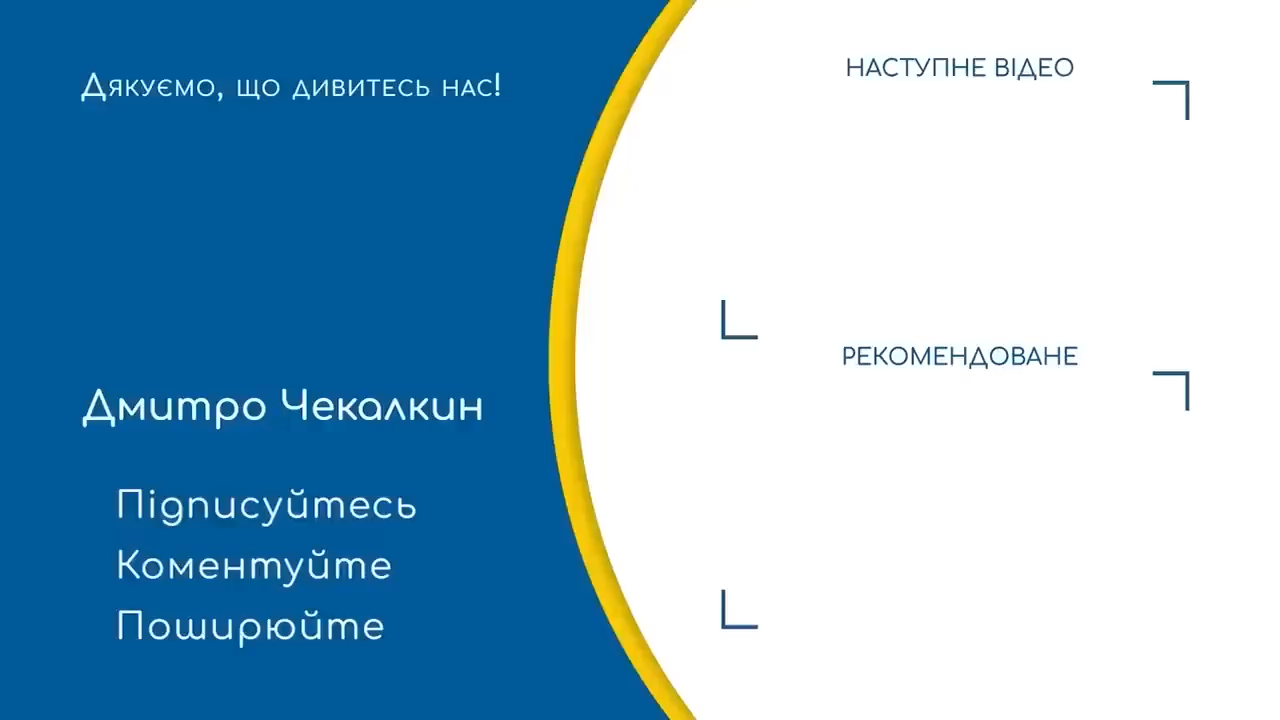 Дякуємо, що дивитесь нас!
Дмитро Чекалкин
Підписуйтесь
Коментуйте
Поширюйте
НАСТУПНЕ ВІДЕО
РЕКОМЕНДОВАНЕ